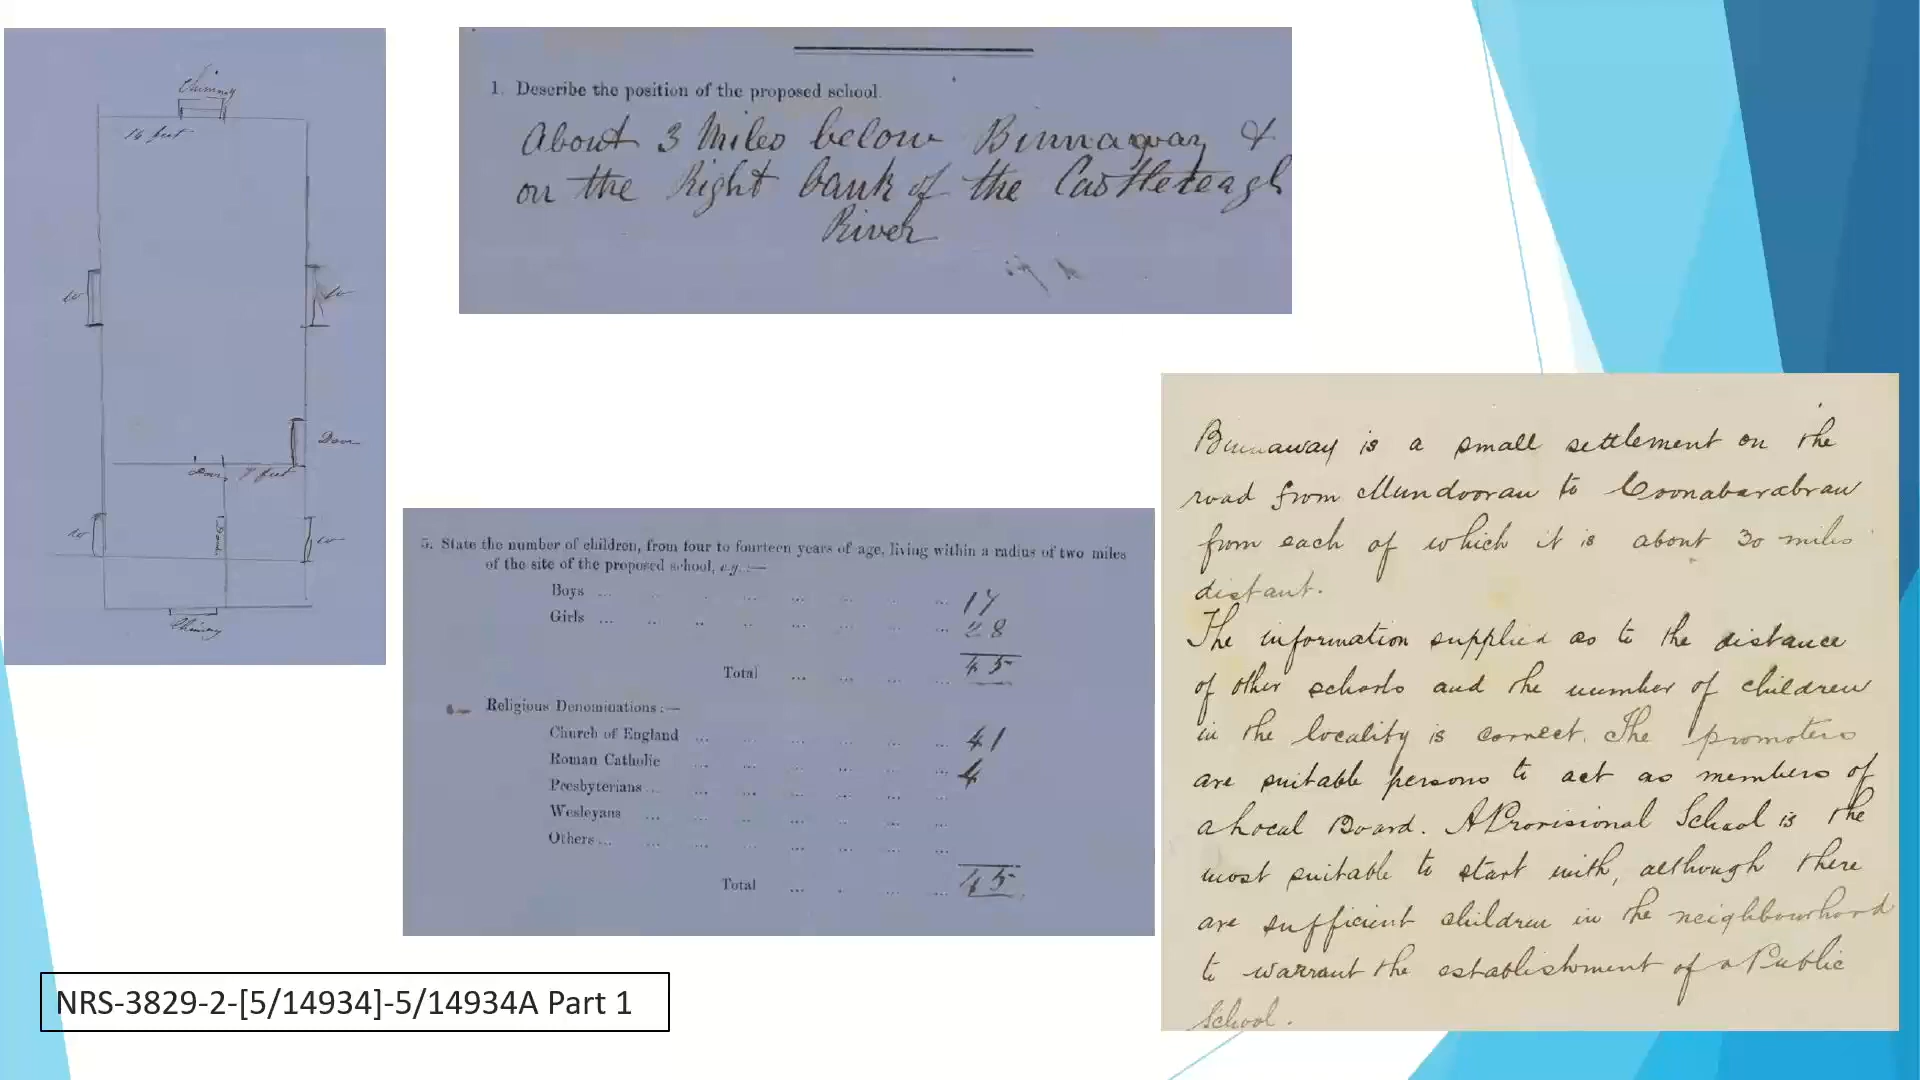 Chimney
14 feet
w
w
Door
Door 7 feet
w
Door
w
Chimney
1. Describe the position of the proposed school.
About 3 Miles below Binnaway &
on the Right bank of the Castlereagh
River
5. State the number of children, from four to fourteen years of age, living within a radius of two miles
of the site of the proposed school, e.g.:—
Boys ... 17
Girls ... 28
Total ... 45
Religious Denominations:—
Church of England ... 41
Roman Catholic ... 4
Presbyterians ...
Wesleyans ...
Others ...
Total ... 45
Binnaway is a small settlement on the
road from Mundooran to Coonabarabran
from each of which it is about 30 miles
distant.
The information supplied as to the distance
of other schools and the number of children
in the locality is correct. The promoters
are suitable persons to act as members of
a Local Board. A Provisional School is the
most suitable to start with, although there
are sufficient children in the neighbourhood
to warrant the establishment of a Public
School.
NRS-3829-2-[5/14934]-5/14934A Part 1